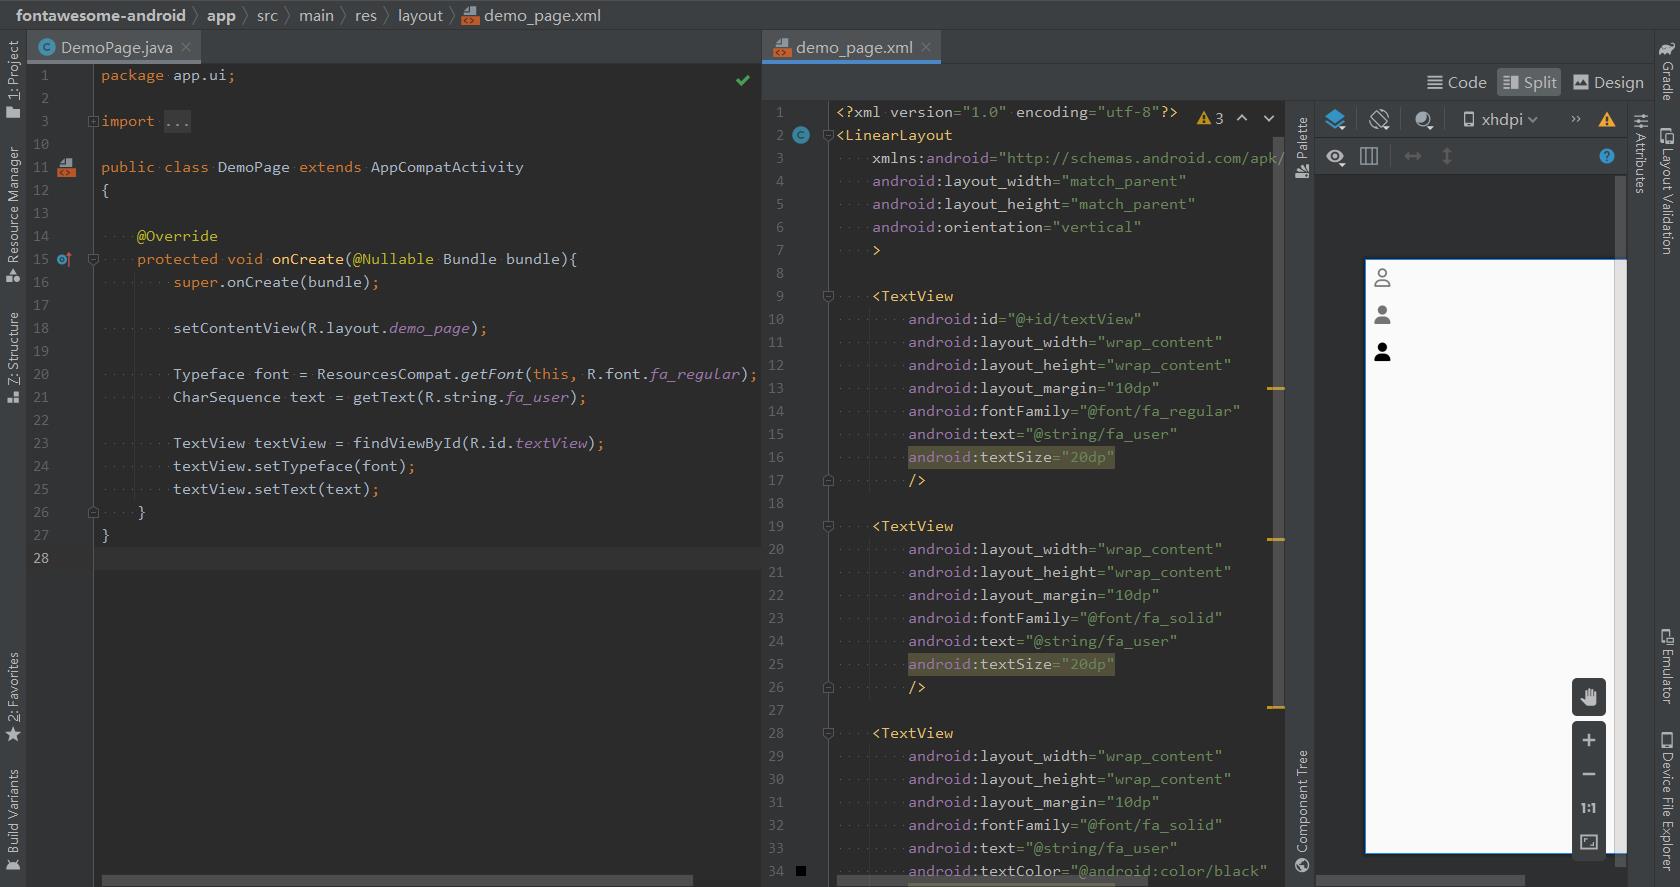 fontawesome-android app src main res layout demo_page.xml
DemoPage.java
1 package app.ui;
2
3 import ...
10
11 public class DemoPage extends AppCompatActivity
12 {
13
14 @Override
15 protected void onCreate(@Nullable Bundle bundle){
16 super.onCreate(bundle);
17
18 setContentView(R.layout.demo_page);
19
20 Typeface font = ResourcesCompat.getFont(this, R.font.fa_regular);
21 CharSequence text = getText(R.string.fa_user);
22
23 TextView textView = findViewById(R.id.textView);
24 textView.setTypeface(font);
25 textView.setText(text);
26 }
27 }
28
demo_page.xml
Code Split Design
1 <?xml version="1.0" encoding="utf-8"?>
3
2 <LinearLayout
3 xmlns:android="http://schemas.android.com/apk/
4 android:layout_width="match_parent"
5 android:layout_height="match_parent"
6 android:orientation="vertical"
7 >
8
9 <TextView
10 android:id="@+id/textView"
11 android:layout_width="wrap_content"
12 android:layout_height="wrap_content"
13 android:layout_margin="10dp"
14 android:fontFamily="@font/fa_regular"
15 android:text="@string/fa_user"
16 android:textSize="20dp"
17 />
18
19 <TextView
20 android:layout_width="wrap_content"
21 android:layout_height="wrap_content"
22 android:layout_margin="10dp"
23 android:fontFamily="@font/fa_solid"
24 android:text="@string/fa_user"
25 android:textSize="20dp"
26 />
27
28 <TextView
29 android:layout_width="wrap_content"
30 android:layout_height="wrap_content"
31 android:layout_margin="10dp"
32 android:fontFamily="@font/fa_solid"
33 android:text="@string/fa_user"
34 android:textColor="@android:color/black"
xhdpi
»
?
1:1
1: Project
Resource Manager
7: Structure
2: Favorites
Build Variants
Palette
Component Tree
Attributes
Gradle
Layout Validation
Emulator
Device File Explorer